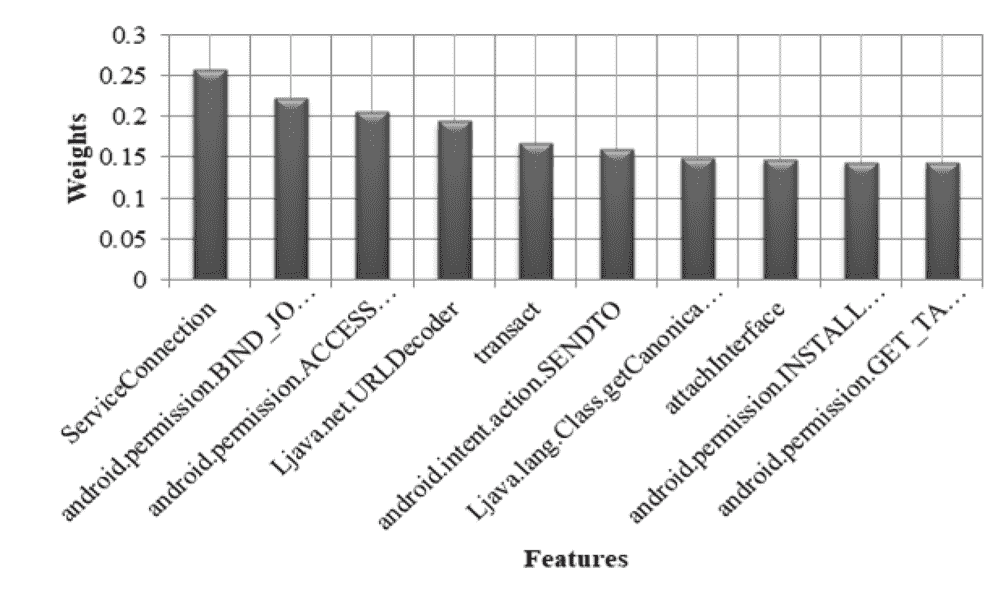 0.3
0.25
0.2
0.15
0.1
0.05
0
Weights
ServiceConnection
android.permission.BIND_JO...
android.permission.ACCESS...
Ljava.net.URLDecoder
transact
android.intent.action.SENDTO
Ljava.lang.Class.getCanonica...
attachInterface
android.permission.INSTALL...
android.permission.GET_TA...
Features